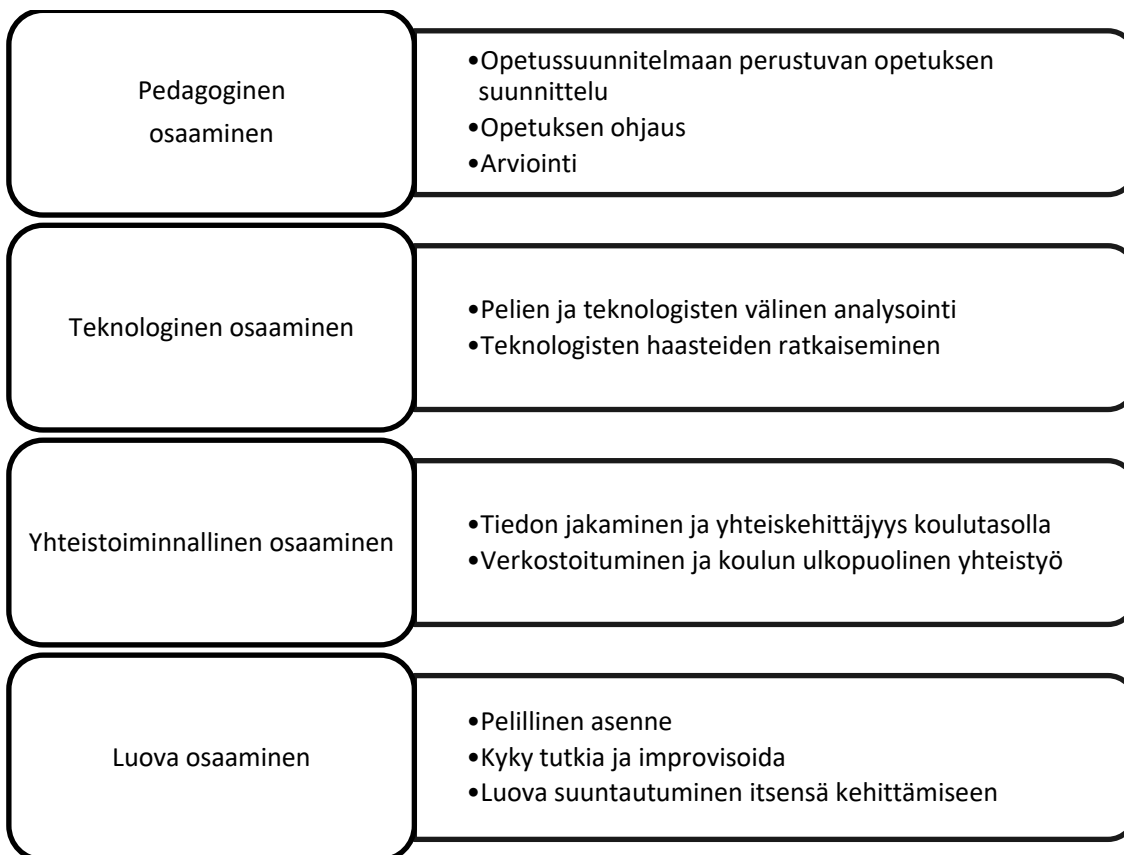 Pedagoginen
osaaminen
•Opetussuunnitelmaan perustuvan opetuksen
suunnittelu
•Opetuksen ohjaus
•Arviointi
Teknologinen osaaminen
•Pelien ja teknologisten välinen analysointi
•Teknologisten haasteiden ratkaiseminen
Yhteistoiminnallinen osaaminen
•Tiedon jakaminen ja yhteiskehittäjyys koulutasolla
•Verkostoituminen ja koulun ulkopuolinen yhteistyö
Luova osaaminen
•Pelillinen asenne
•Kyky tutkia ja improvisoida
•Luova suuntautuminen itsensä kehittämiseen